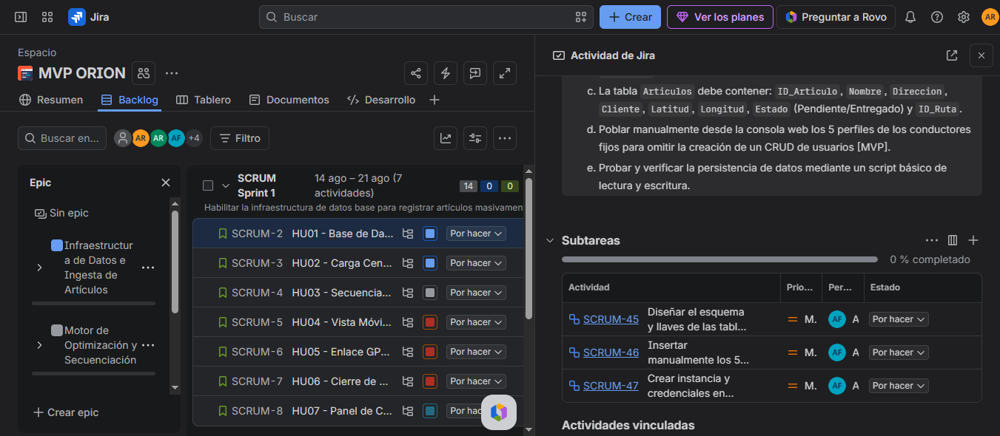 Jira
Buscar
Crear
Ver los planes
Preguntar a Rovo
AR
Espacio
MVP ORION
Resumen
Backlog
Tablero
Documentos
Desarrollo
Buscar en...
AR
AR
AF
+4
Filtro
Epic
Sin epic
Infraestructur
a de Datos e
Ingesta de
Artículos
Motor de
Optimización y
Secuenciación
Crear epic
SCRUM
Sprint 1
14 ago – 21 ago (7
actividades)
14
0
0
Habilitar la infraestructura de datos base para registrar artículos masivamen
SCRUM-2 HU01 - Base de Da... Por hacer
SCRUM-3 HU02 - Carga Cen... Por hacer
SCRUM-4 HU03 - Secuencia... Por hacer
SCRUM-5 HU04 - Vista Móvi... Por hacer
SCRUM-6 HU05 - Enlace GP... Por hacer
SCRUM-7 HU06 - Cierre de ... Por hacer
SCRUM-8 HU07 - Panel de C... Por hac
Actividad de Jira
c. La tabla Articulos debe contener: ID_Articulo, Nombre, Direccion,
Cliente, Latitud, Longitud, Estado (Pendiente/Entregado) y ID_Ruta.
d. Poblar manualmente desde la consola web los 5 perfiles de los conductores
fijos para omitir la creación de un CRUD de usuarios [MVP].
e. Probar y verificar la persistencia de datos mediante un script básico de
lectura y escritura.
Subtareas
0 % completado
Actividad Prio... Per... Estado
SCRUM-45 Diseñar el esquema
y llaves de las tabl... M. AF A Por hacer
SCRUM-46 Insertar
manualmente los 5... M. AF A Por hacer
SCRUM-47 Crear instancia y
credenciales en... M. AF A Por hacer
Actividades vinculadas